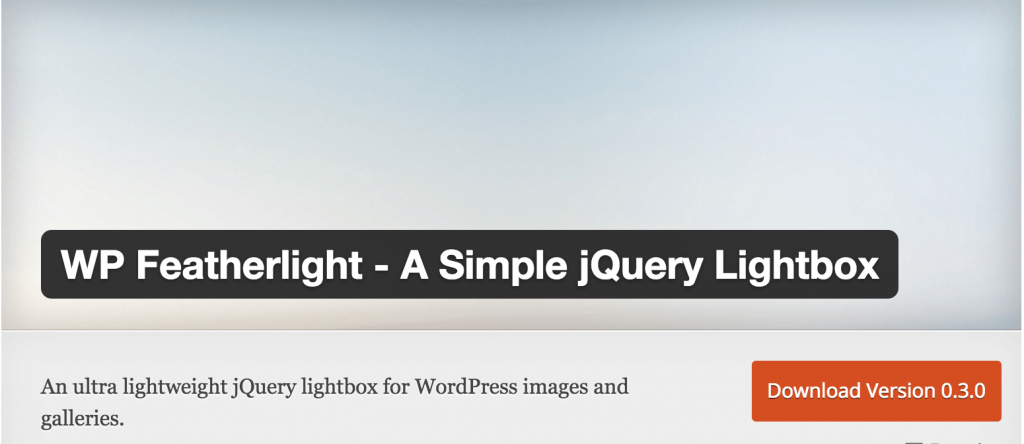 WP Featherlight - A Simple jQuery Lightbox
An ultra lightweight jQuery lightbox for WordPress images and
galleries.
Download Version 0.3.0